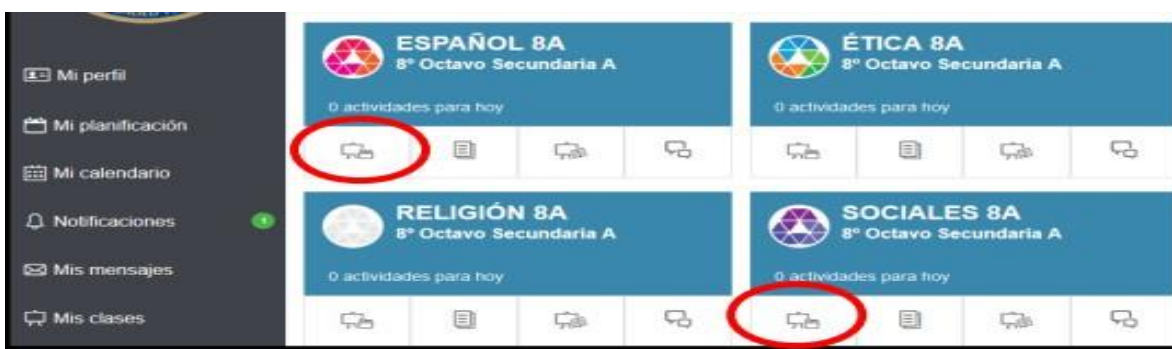 Mi perfil
Mi planificación
Mi calendario
Notificaciones
Mis mensajes
Mis clases
ESPAÑOL 8A
8º Octavo Secundaria A
0 actividades para hoy
ÉTICA 8A
8º Octavo Secundaria A
0 actividades para hoy
RELIGIÓN 8A
8º Octavo Secundaria A
0 actividades para hoy
SOCIALES 8A
8º Octavo Secundaria A
0 actividades para hoy